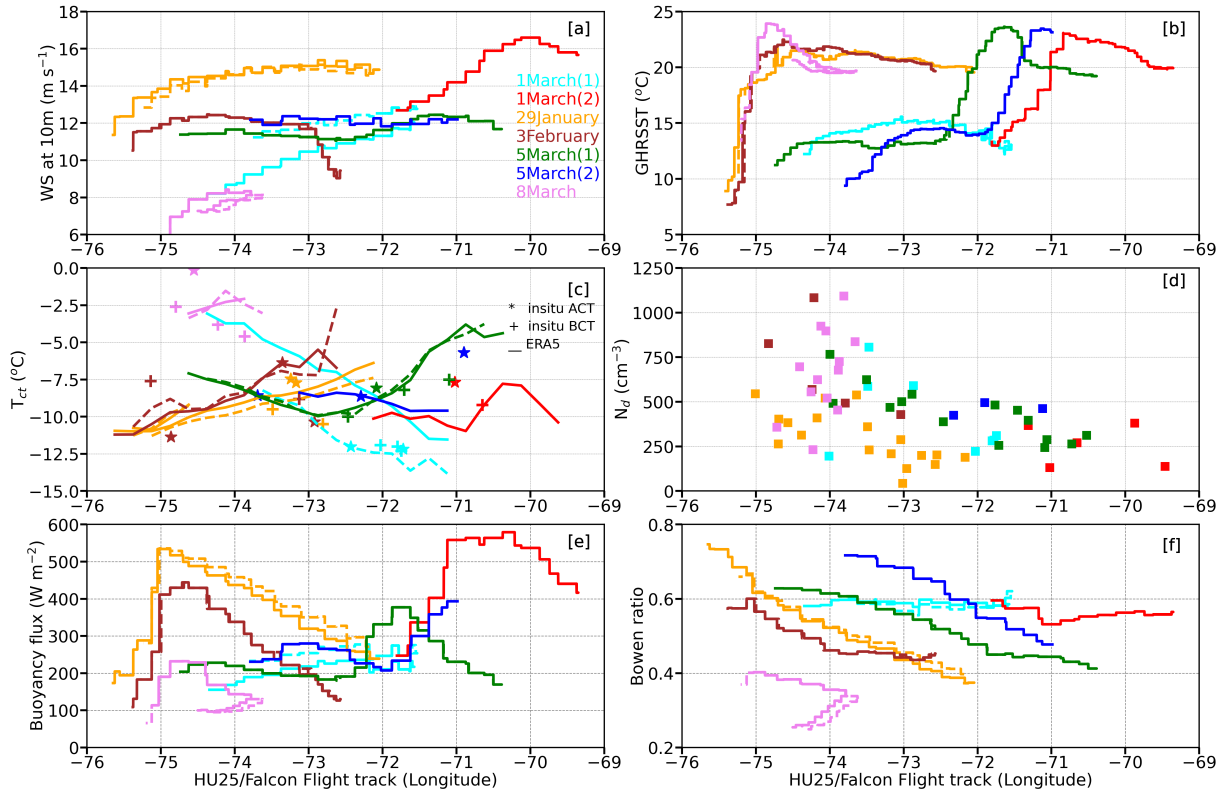 [a]
18
16
14
12
10
8
6
WS at 10m (m s⁻¹)
1March(1)
1March(2)
29January
3February
5March(1)
5March(2)
8March
−76 −75 −74 −73 −72 −71 −70 −69
[b]
25
20
15
10
5
GHRSST (°C)
−76 −75 −74 −73 −72 −71 −70 −69
[c]
0.0
−2.5
−5.0
−7.5
−10.0
−12.5
−15.0
T_ct (°C)
* insitu ACT
+ insitu BCT
— ERA5
−76 −75 −74 −73 −72 −71 −70 −69
[d]
1250
1000
750
500
250
0
N_d (cm⁻³)
−76 −75 −74 −73 −72 −71 −70 −69
[e]
600
500
400
300
200
100
0
Buoyancy flux (W m⁻²)
−76 −75 −74 −73 −72 −71 −70 −69
HU25/Falcon Flight track (Longitude)
[f]
0.8
0.6
0.4
0.2
Bowen ratio
−76 −75 −74 −73 −72 −71 −70 −69
HU25/Falcon Flight track (Longitude)